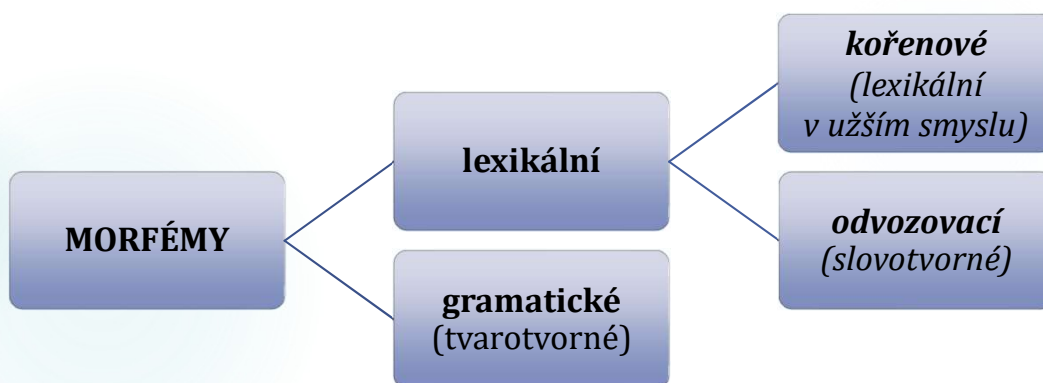 MORFÉMY
lexikální
gramatické
(tvarotvorné)
kořenové
(lexikální
v užším smyslu)
odvozovací
(slovotvorné)